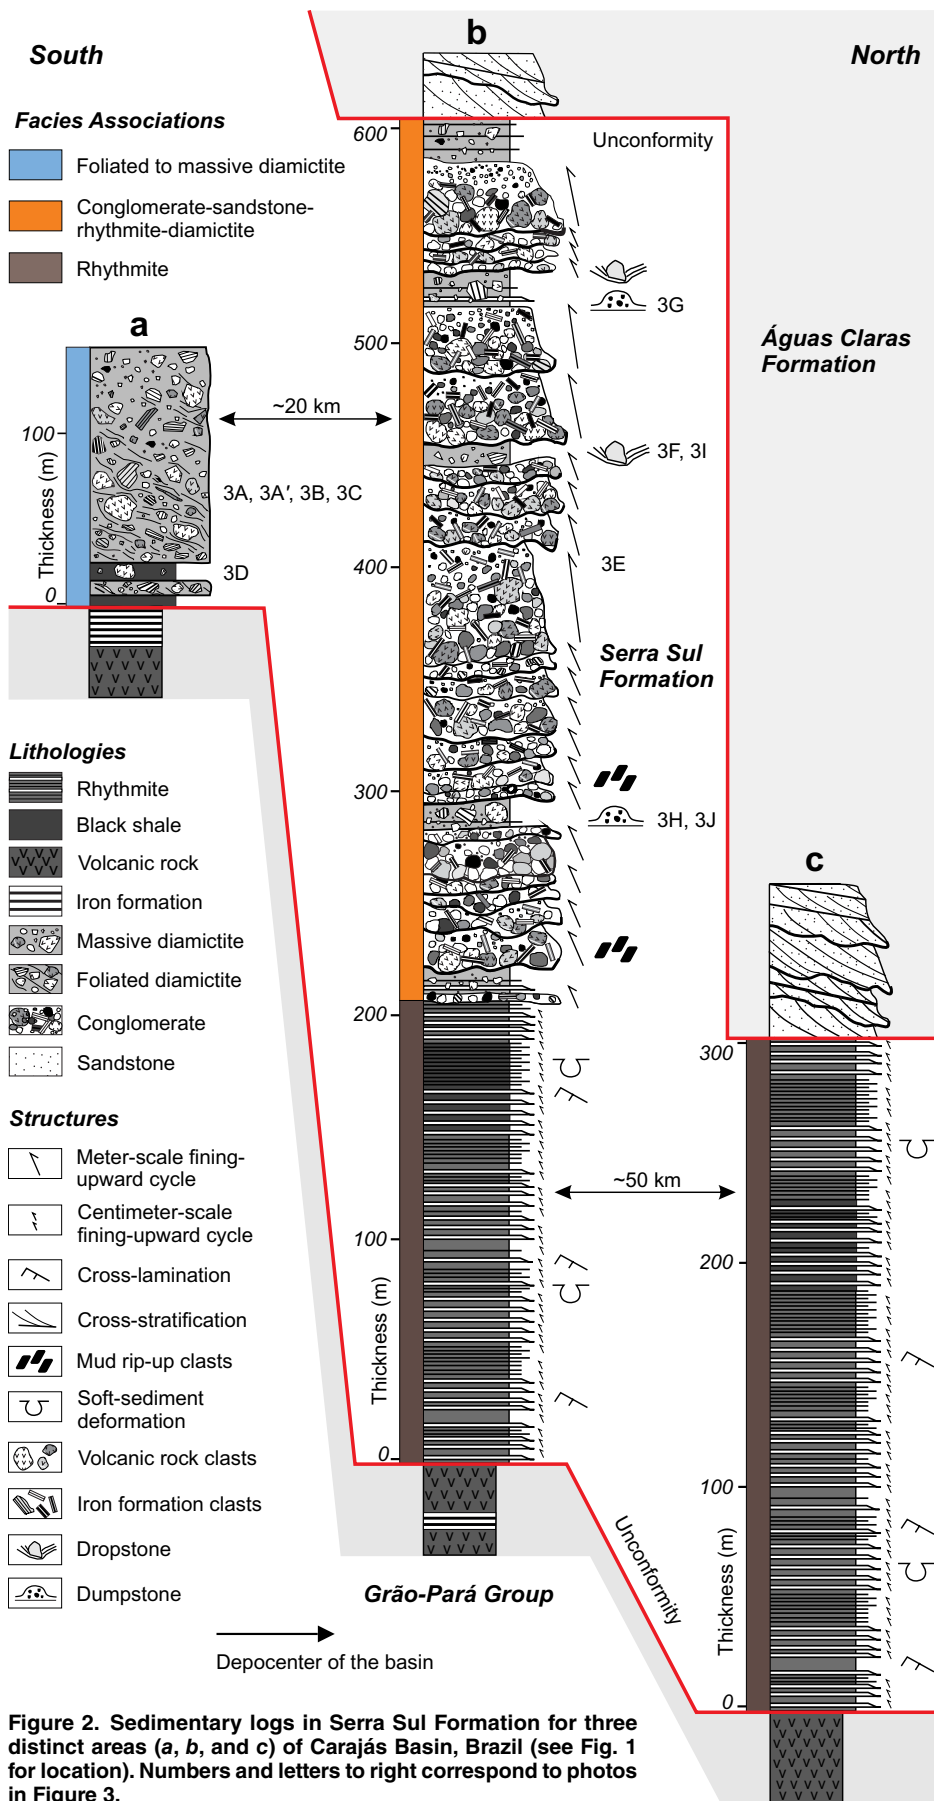 South
b
North
Facies Associations
Foliated to massive diamictite
Conglomerate-sandstone-
rhythmite-diamictite
Rhythmite
a
100
0
Thickness (m)
~20 km
3A, 3A′, 3B, 3C
3D
600
500
400
300
200
100
0
Thickness (m)
Unconformity
3G
3F, 3I
3E
Serra Sul
Formation
3H, 3J
Águas Claras
Formation
c
~50 km
300
200
100
0
Thickness (m)
Unconformity
Grão-Pará Group
Lithologies
Rhythmite
Black shale
Volcanic rock
Iron formation
Massive diamictite
Foliated diamictite
Conglomerate
Sandstone
Structures
Meter-scale fining-
upward cycle
Centimeter-scale
fining-upward cycle
Cross-lamination
Cross-stratification
Mud rip-up clasts
Soft-sediment
deformation
Volcanic rock clasts
Iron formation clasts
Dropstone
Dumpstone
Depocenter of the basin
Figure 2. Sedimentary logs in Serra Sul Formation for three
distinct areas (a, b, and c) of Carajás Basin, Brazil (see Fig. 1
for location). Numbers and letters to right correspond to photos
in Figure 3.